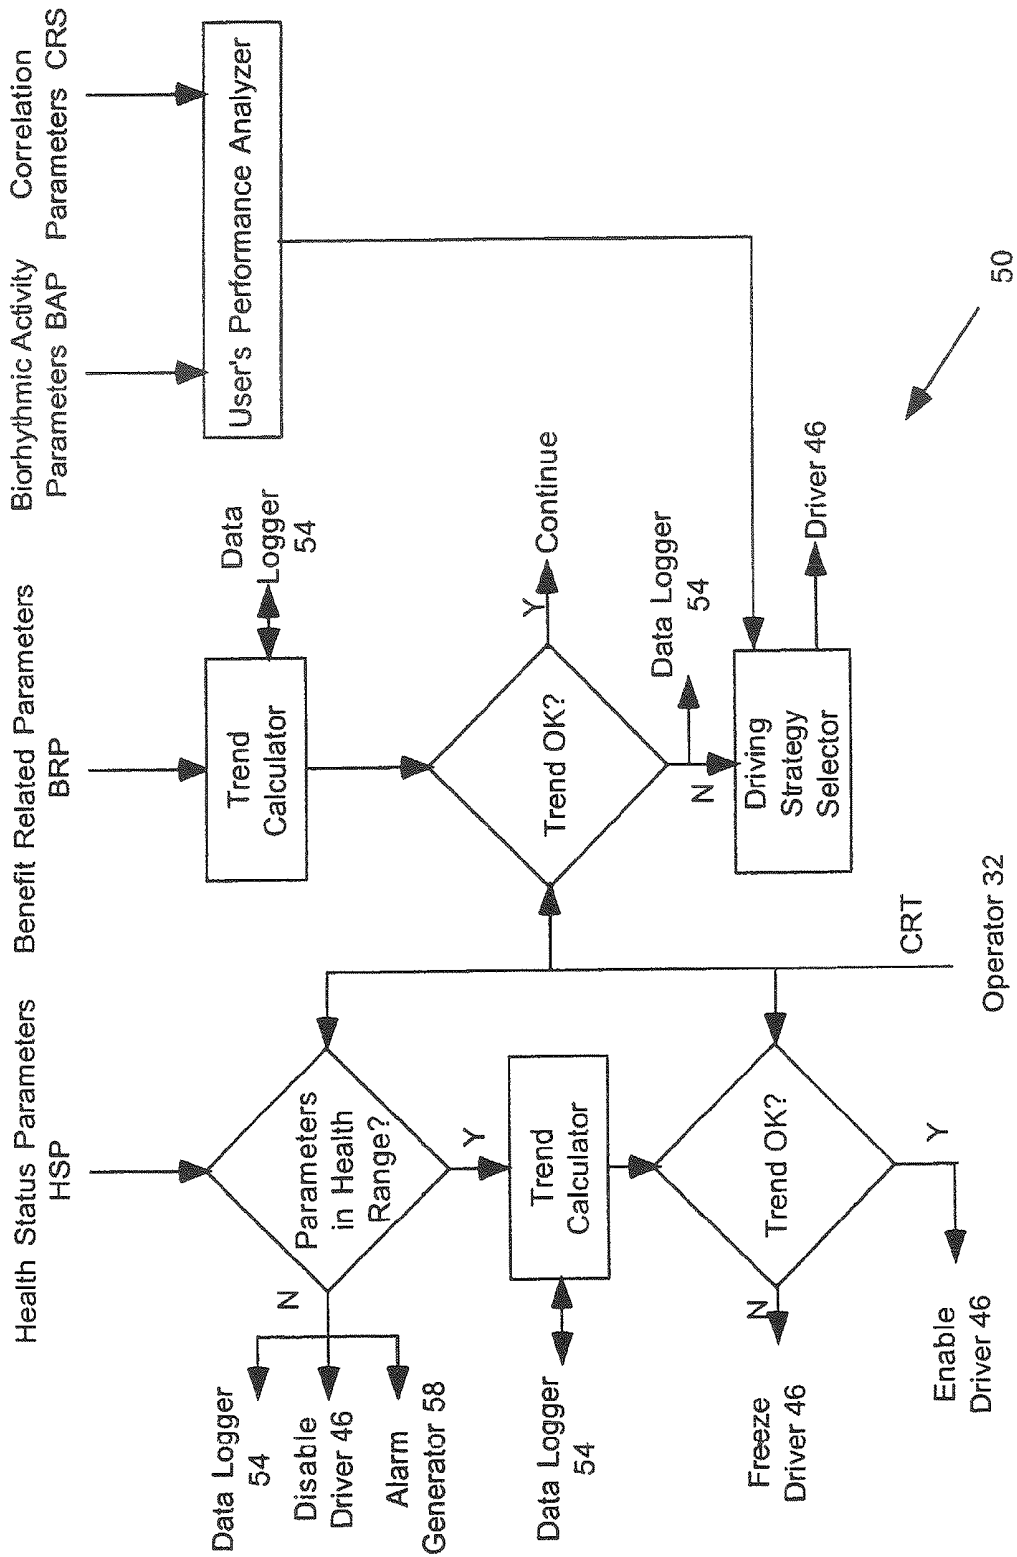 Health Status Parameters
HSP
Benefit Related Parameters
BRP
Biorhythmic Activity
Parameters BAP
Correlation
Parameters CRS
Parameters
in Health
Range?
N
Y
Data Logger
54
Disable
Driver 46
Alarm
Generator 58
Trend
Calculator
Data Logger
54
Trend OK?
N
Freeze
Driver 46
Y
Enable
Driver 46
CRT
Operator 32
Trend
Calculator
Data
Logger
54
Trend OK?
Y
Continue
N
Data Logger
54
Driving
Strategy
Selector
Driver 46
User's Performance Analyzer
50